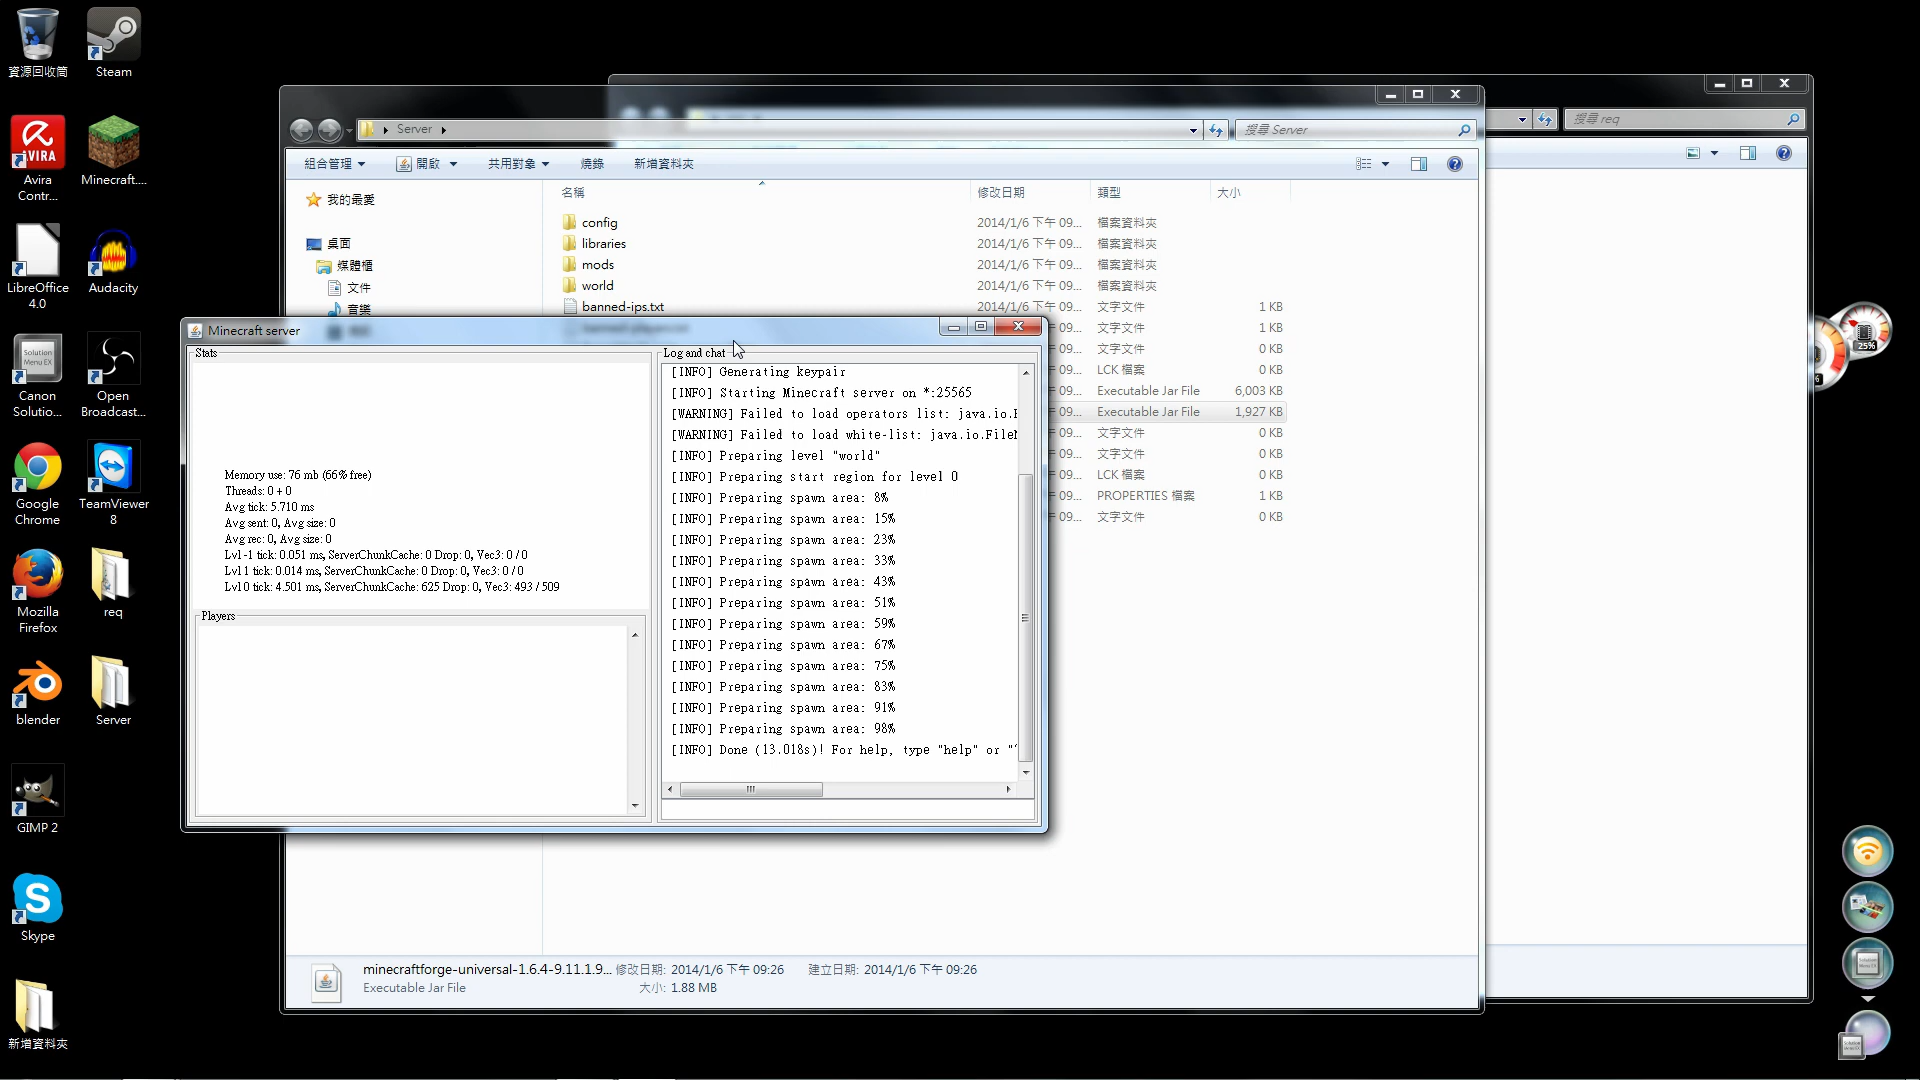 資源回收筒
Steam
AVIRA
Avira
Contr...
Minecraft....
LibreOffice
4.0
Audacity
Solution
Menu EX
Canon
Solutio...
Open
Broadcast...
Google
Chrome
TeamViewer
8
Mozilla
Firefox
req
blender
Server
GIMP 2
Skype
新增資料夾
搜尋 req
Server
搜尋 Server
組合管理
開啟
共用對象
燒錄
新增資料夾
我的最愛
桌面
媒體櫃
文件
音樂
名稱
修改日期
類型
大小
config 2014/1/6 下午 09... 檔案資料夾
libraries 2014/1/6 下午 09... 檔案資料夾
mods 2014/1/6 下午 09... 檔案資料夾
world 2014/1/6 下午 09... 檔案資料夾
banned-ips.txt 2014/1/6 下午 09... 文字文件 1 KB
09... 文字文件 1 KB
09... 文字文件 0 KB
09... LCK 檔案 0 KB
09... Executable Jar File 6,003 KB
09... Executable Jar File 1,927 KB
09... 文字文件 0 KB
09... 文字文件 0 KB
09... LCK 檔案 0 KB
09... PROPERTIES 檔案 1 KB
09... 文字文件 0 KB
Minecraft server
Stats
Memory use: 76 mb (66% free)
Threads: 0 + 0
Avg tick: 5.710 ms
Avg sent: 0, Avg size: 0
Avg rec: 0, Avg size: 0
Lvl -1 tick: 0.051 ms, ServerChunkCache: 0 Drop: 0, Vec3: 0 / 0
Lvl 1 tick: 0.014 ms, ServerChunkCache: 0 Drop: 0, Vec3: 0 / 0
Lvl 0 tick: 4.501 ms, ServerChunkCache: 625 Drop: 0, Vec3: 493 / 509
Players
Log and chat
[INFO] Generating keypair
[INFO] Starting Minecraft server on *:25565
[WARNING] Failed to load operators list: java.io.
[WARNING] Failed to load white-list: java.io.File
[INFO] Preparing level "world"
[INFO] Preparing start region for level 0
[INFO] Preparing spawn area: 8%
[INFO] Preparing spawn area: 15%
[INFO] Preparing spawn area: 23%
[INFO] Preparing spawn area: 33%
[INFO] Preparing spawn area: 43%
[INFO] Preparing spawn area: 51%
[INFO] Preparing spawn area: 59%
[INFO] Preparing spawn area: 67%
[INFO] Preparing spawn area: 75%
[INFO] Preparing spawn area: 83%
[INFO] Preparing spawn area: 91%
[INFO] Preparing spawn area: 98%
[INFO] Done (13.018s)! For help, type "help" or "
minecraftforge-universal-1.6.4-9.11.1.9... 修改日期: 2014/1/6 下午 09:26 建立日期: 2014/1/6 下午 09:26
Executable Jar File 大小: 1.88 MB
25%